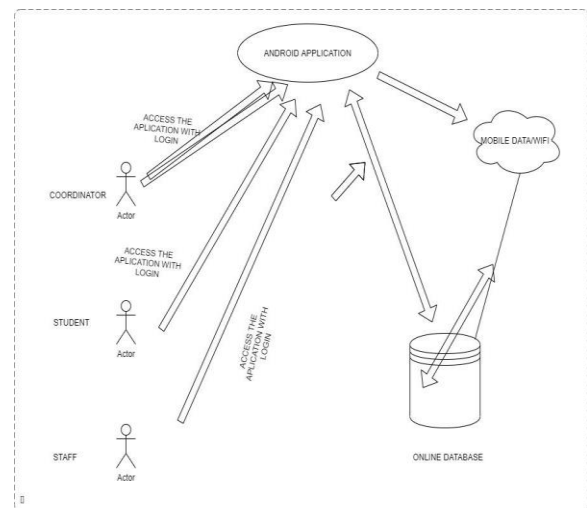 ANDROID APPLICATION
MOBILE DATA/WIFI
ACCESS THE
APLICATION WITH
LOGIN
COORDINATOR
Actor
ACCESS THE
APLICATION WITH
LOGIN
STUDENT
Actor
ACCESS THE
APLICATION WITH
LOGIN
STAFF
Actor
ONLINE DATABASE